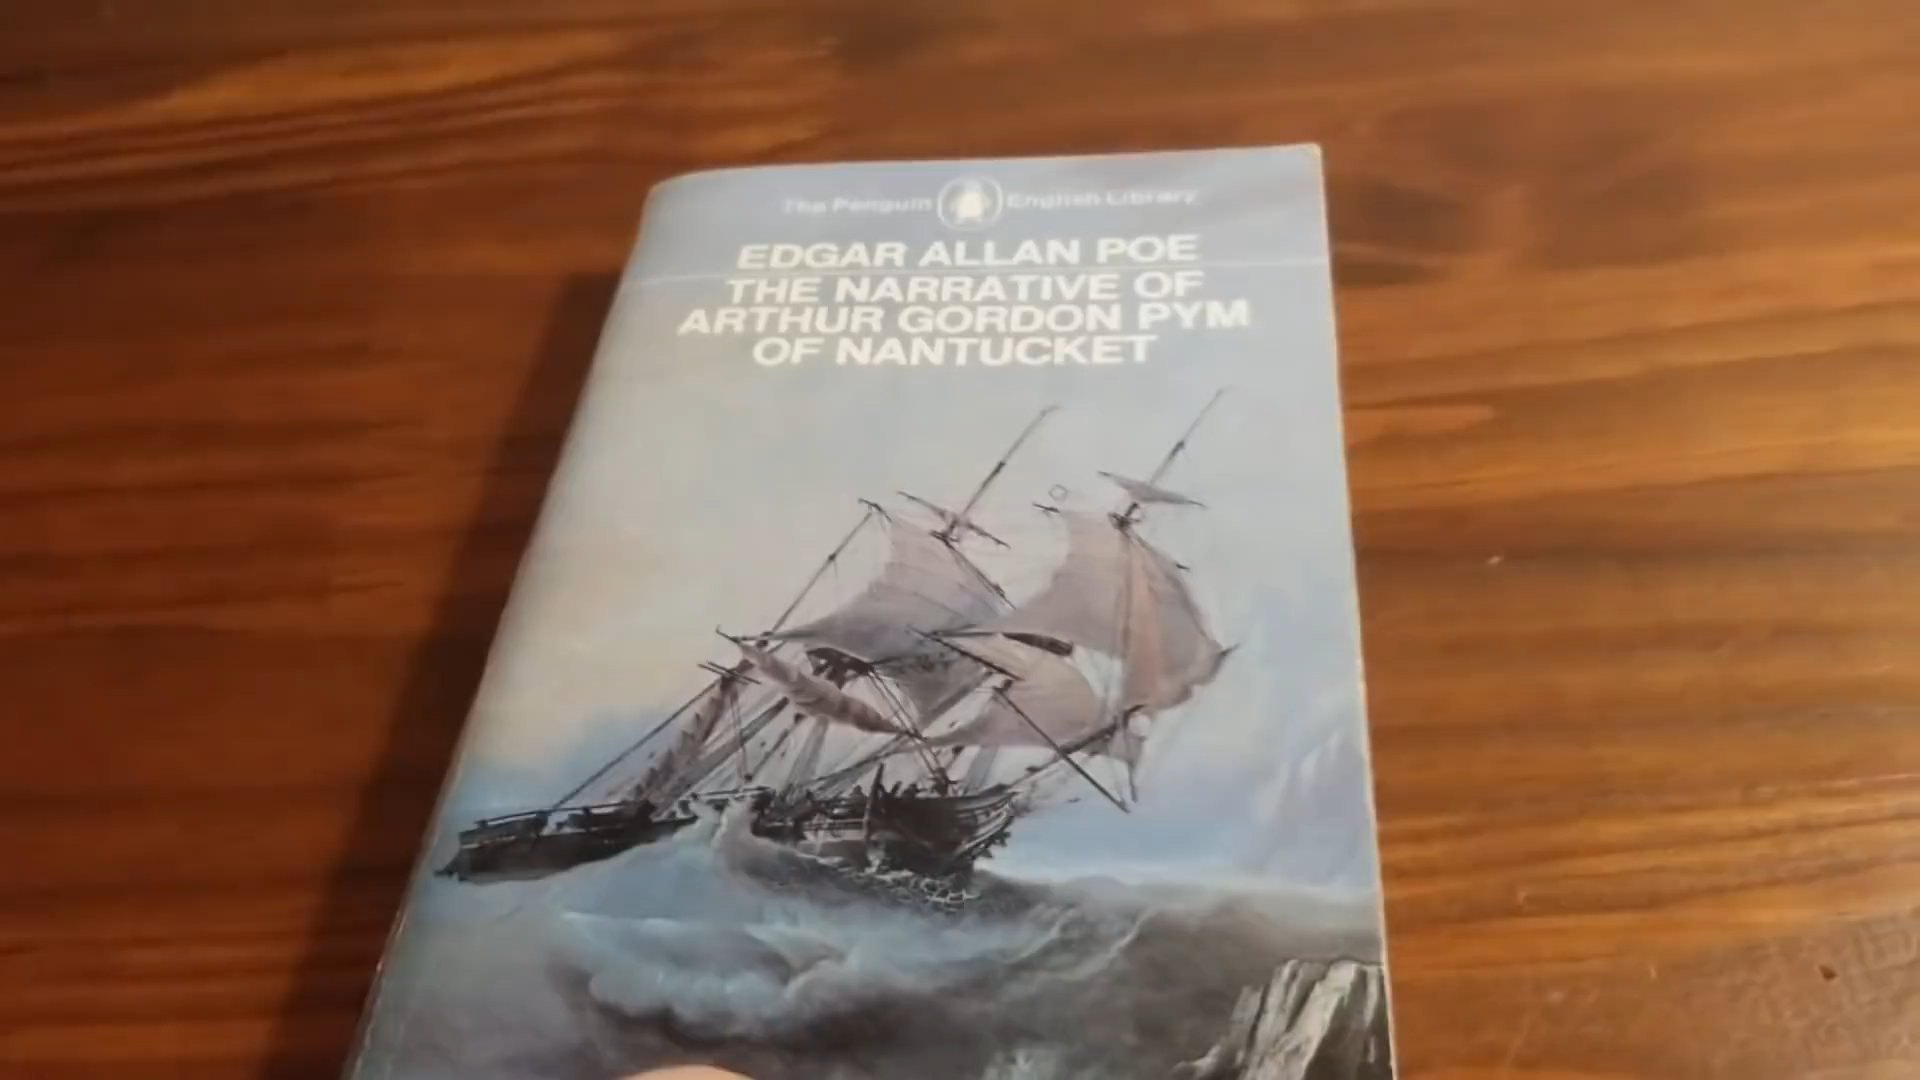 The Penguin English Library
EDGAR ALLAN POE
THE NARRATIVE OF
ARTHUR GORDON PYM
OF NANTUCKET